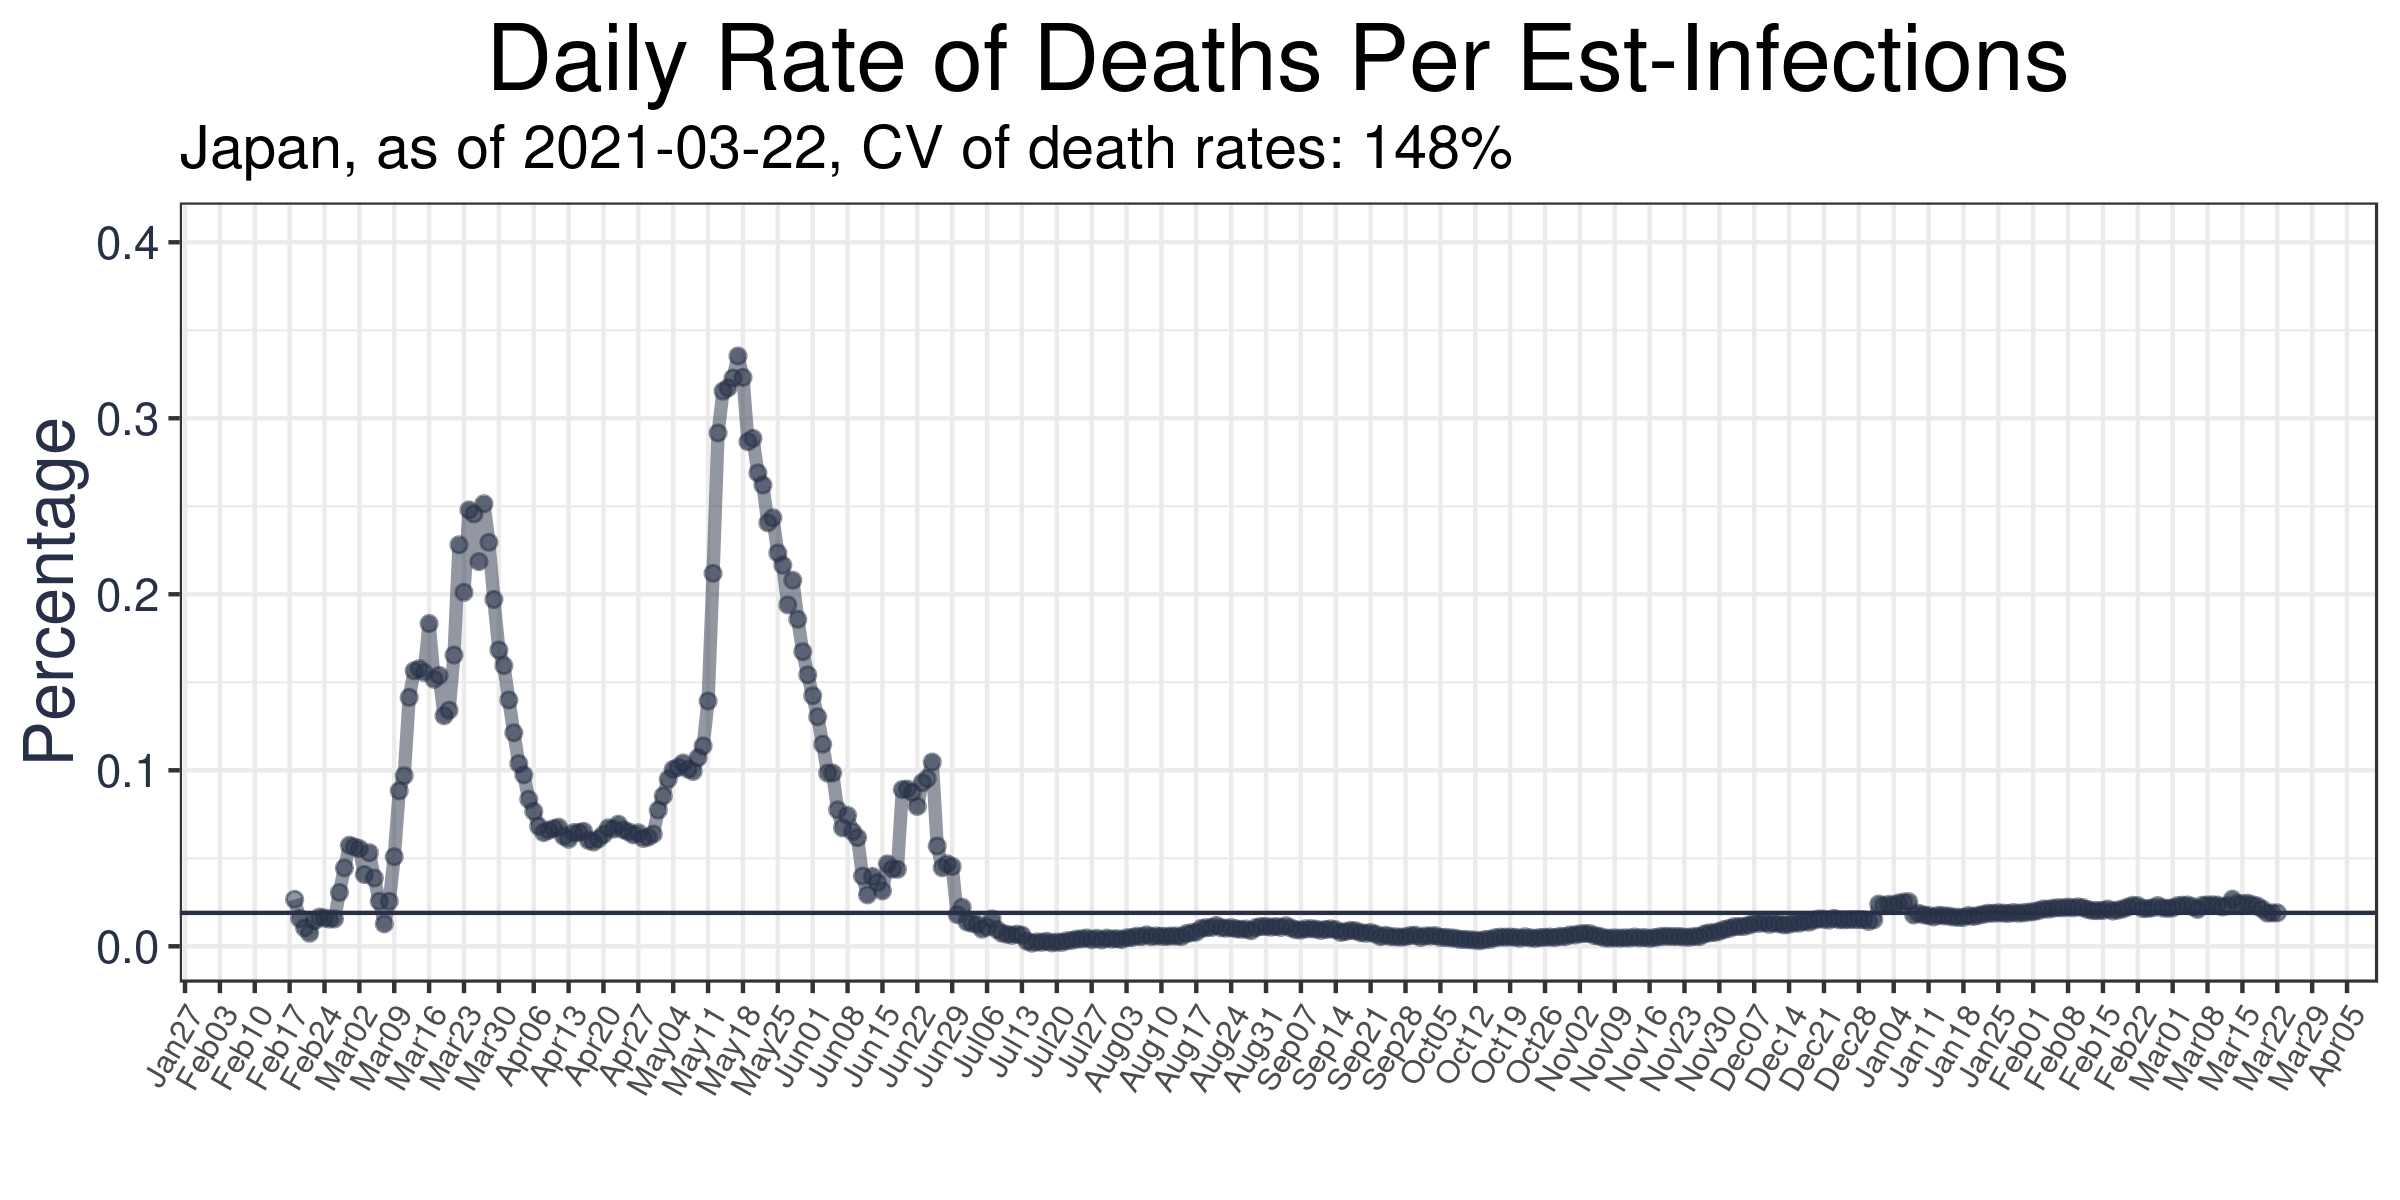 Daily Rate of Deaths Per Est-Infections
Japan, as of 2021-03-22, CV of death rates: 148%
Percentage
0.4
0.3
0.2
0.1
0.0
Jan27 Feb03 Feb10 Feb17 Feb24 Mar02 Mar09 Mar16 Mar23 Mar30 Apr06 Apr13 Apr20 Apr27 May04 May11 May18 May25 Jun01 Jun08 Jun15 Jun22 Jun29 Jul06 Jul13 Jul20 Jul27 Aug03 Aug10 Aug17 Aug24 Aug31 Sep07 Sep14 Sep21 Sep28 Oct05 Oct12 Oct19 Oct26 Nov02 Nov09 Nov16 Nov23 Nov30 Dec07 Dec14 Dec21 Dec28 Jan04 Jan11 Jan18 Jan25 Feb01 Feb08 Feb15 Feb22 Mar01 Mar08 Mar15 Mar22 Mar29 Apr05